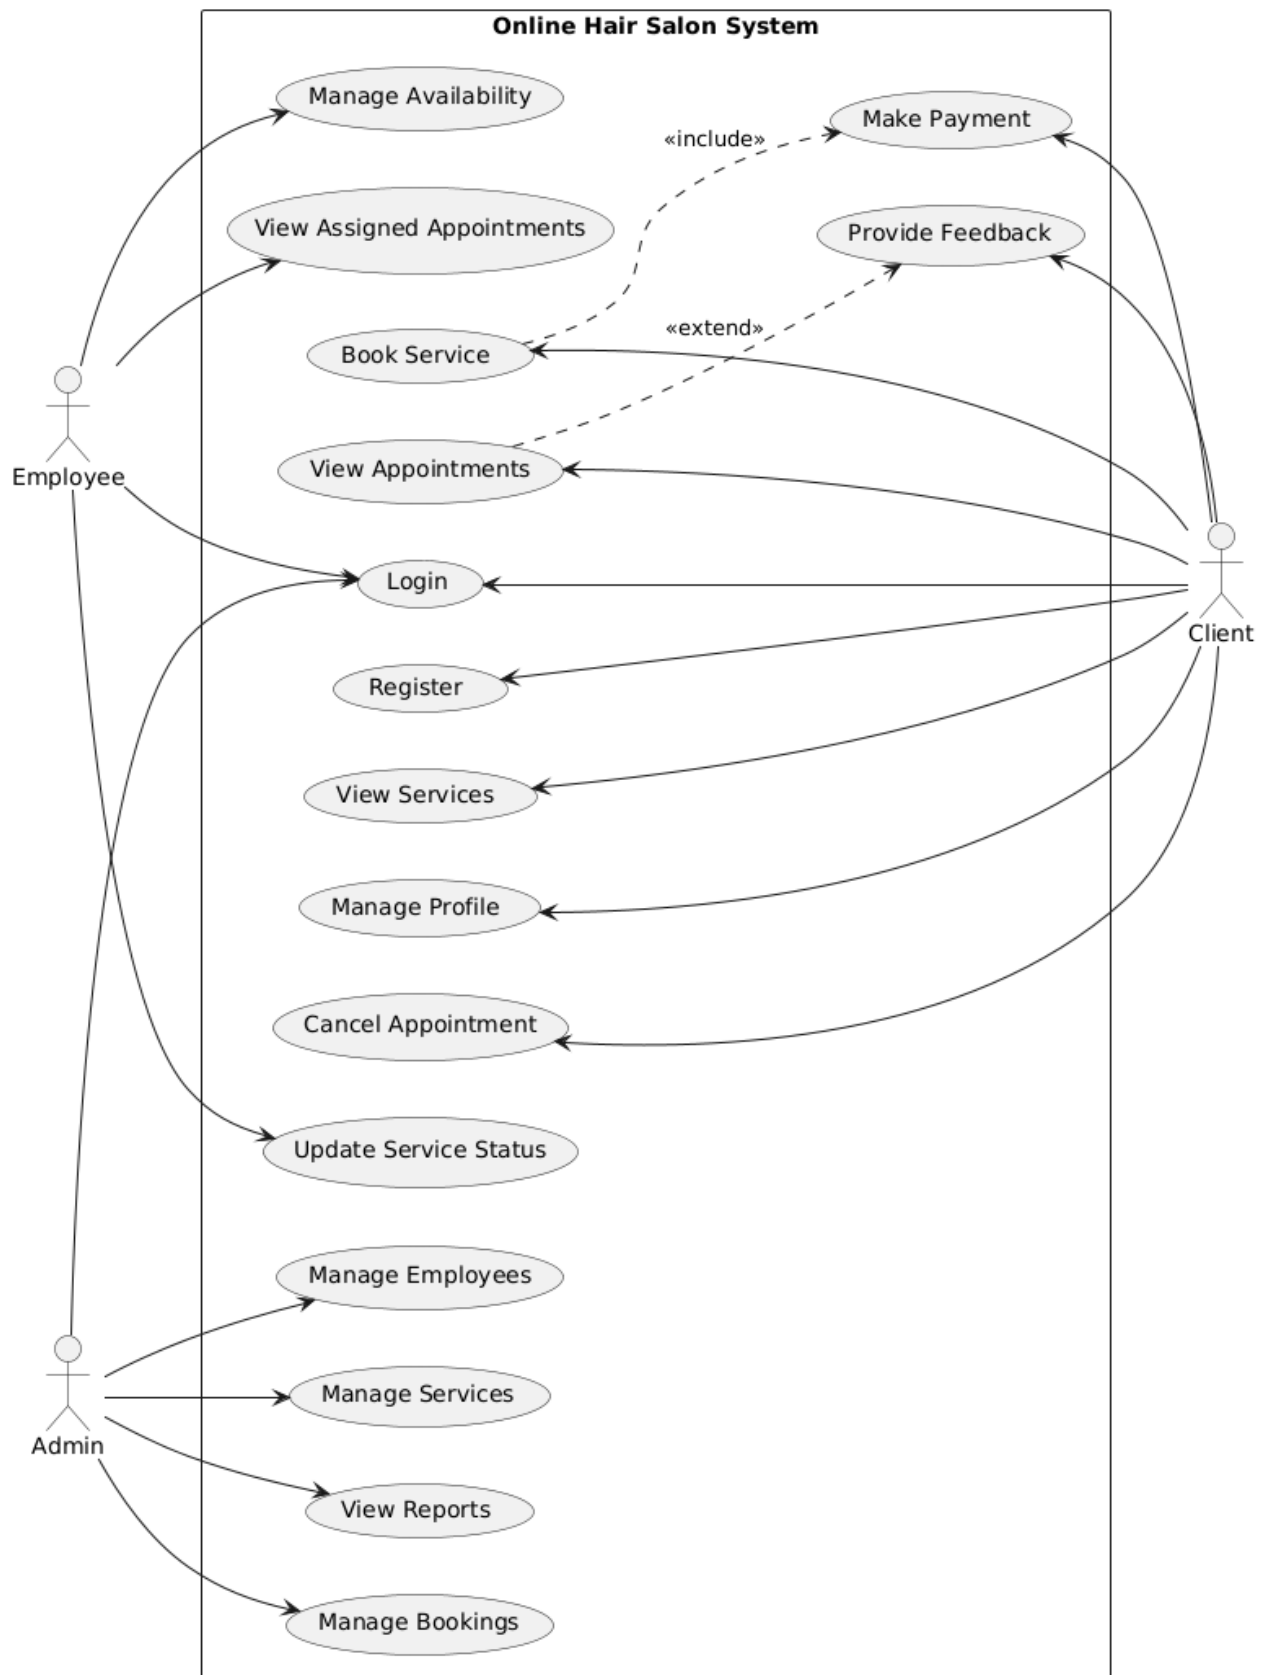 Online Hair Salon System
Manage Availability
Make Payment
«include»
View Assigned Appointments
Provide Feedback
«extend»
Book Service
View Appointments
Employee
Login
Client
Register
View Services
Manage Profile
Cancel Appointment
Update Service Status
Manage Employees
Manage Services
Admin
View Reports
Manage Bookings